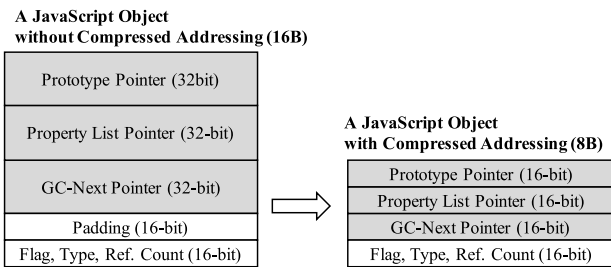 A JavaScript Object
without Compressed Addressing (16B)
Prototype Pointer (32bit)
Property List Pointer (32-bit)
GC-Next Pointer (32-bit)
Padding (16-bit)
Flag, Type, Ref. Count (16-bit)
A JavaScript Object
with Compressed Addressing (8B)
Prototype Pointer (16-bit)
Property List Pointer (16-bit)
GC-Next Pointer (16-bit)
Flag, Type, Ref. Count (16-bit)